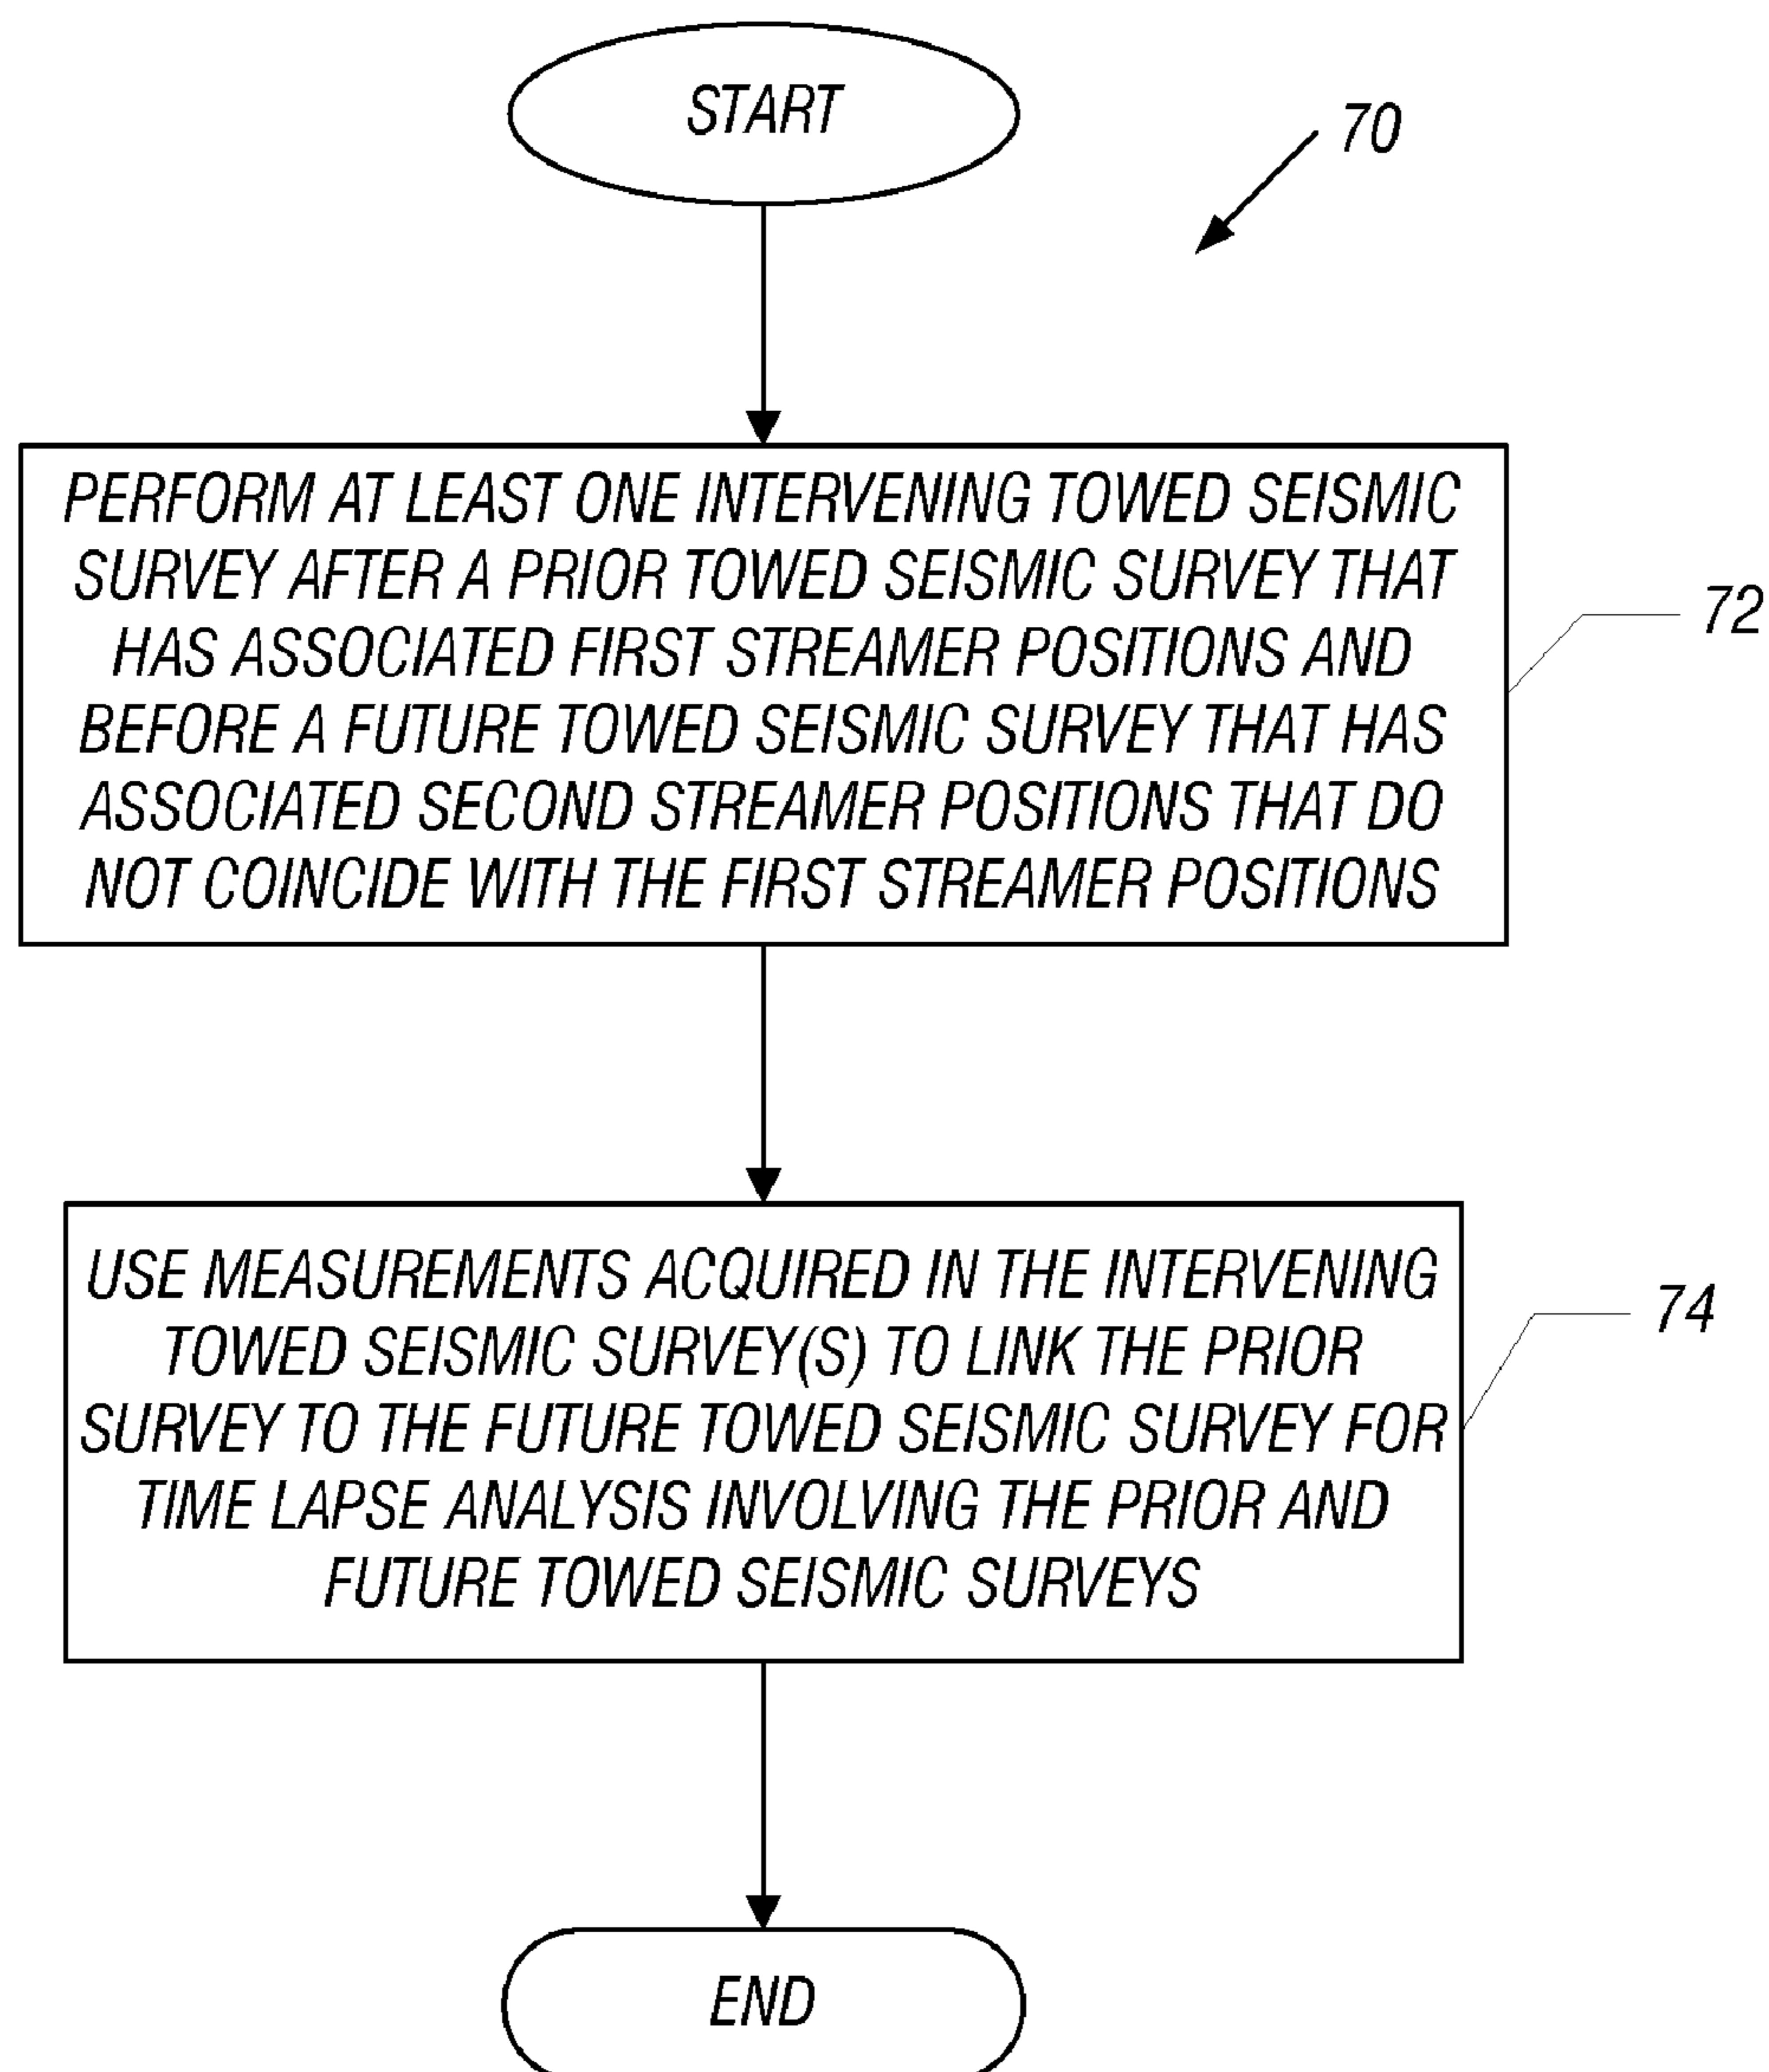 START
70
PERFORM AT LEAST ONE INTERVENING TOWED SEISMIC
SURVEY AFTER A PRIOR TOWED SEISMIC SURVEY THAT
HAS ASSOCIATED FIRST STREAMER POSITIONS AND
BEFORE A FUTURE TOWED SEISMIC SURVEY THAT HAS
ASSOCIATED SECOND STREAMER POSITIONS THAT DO
NOT COINCIDE WITH THE FIRST STREAMER POSITIONS
72
USE MEASUREMENTS ACQUIRED IN THE INTERVENING
TOWED SEISMIC SURVEY(S) TO LINK THE PRIOR
SURVEY TO THE FUTURE TOWED SEISMIC SURVEY FOR
TIME LAPSE ANALYSIS INVOLVING THE PRIOR AND
FUTURE TOWED SEISMIC SURVEYS
74
END